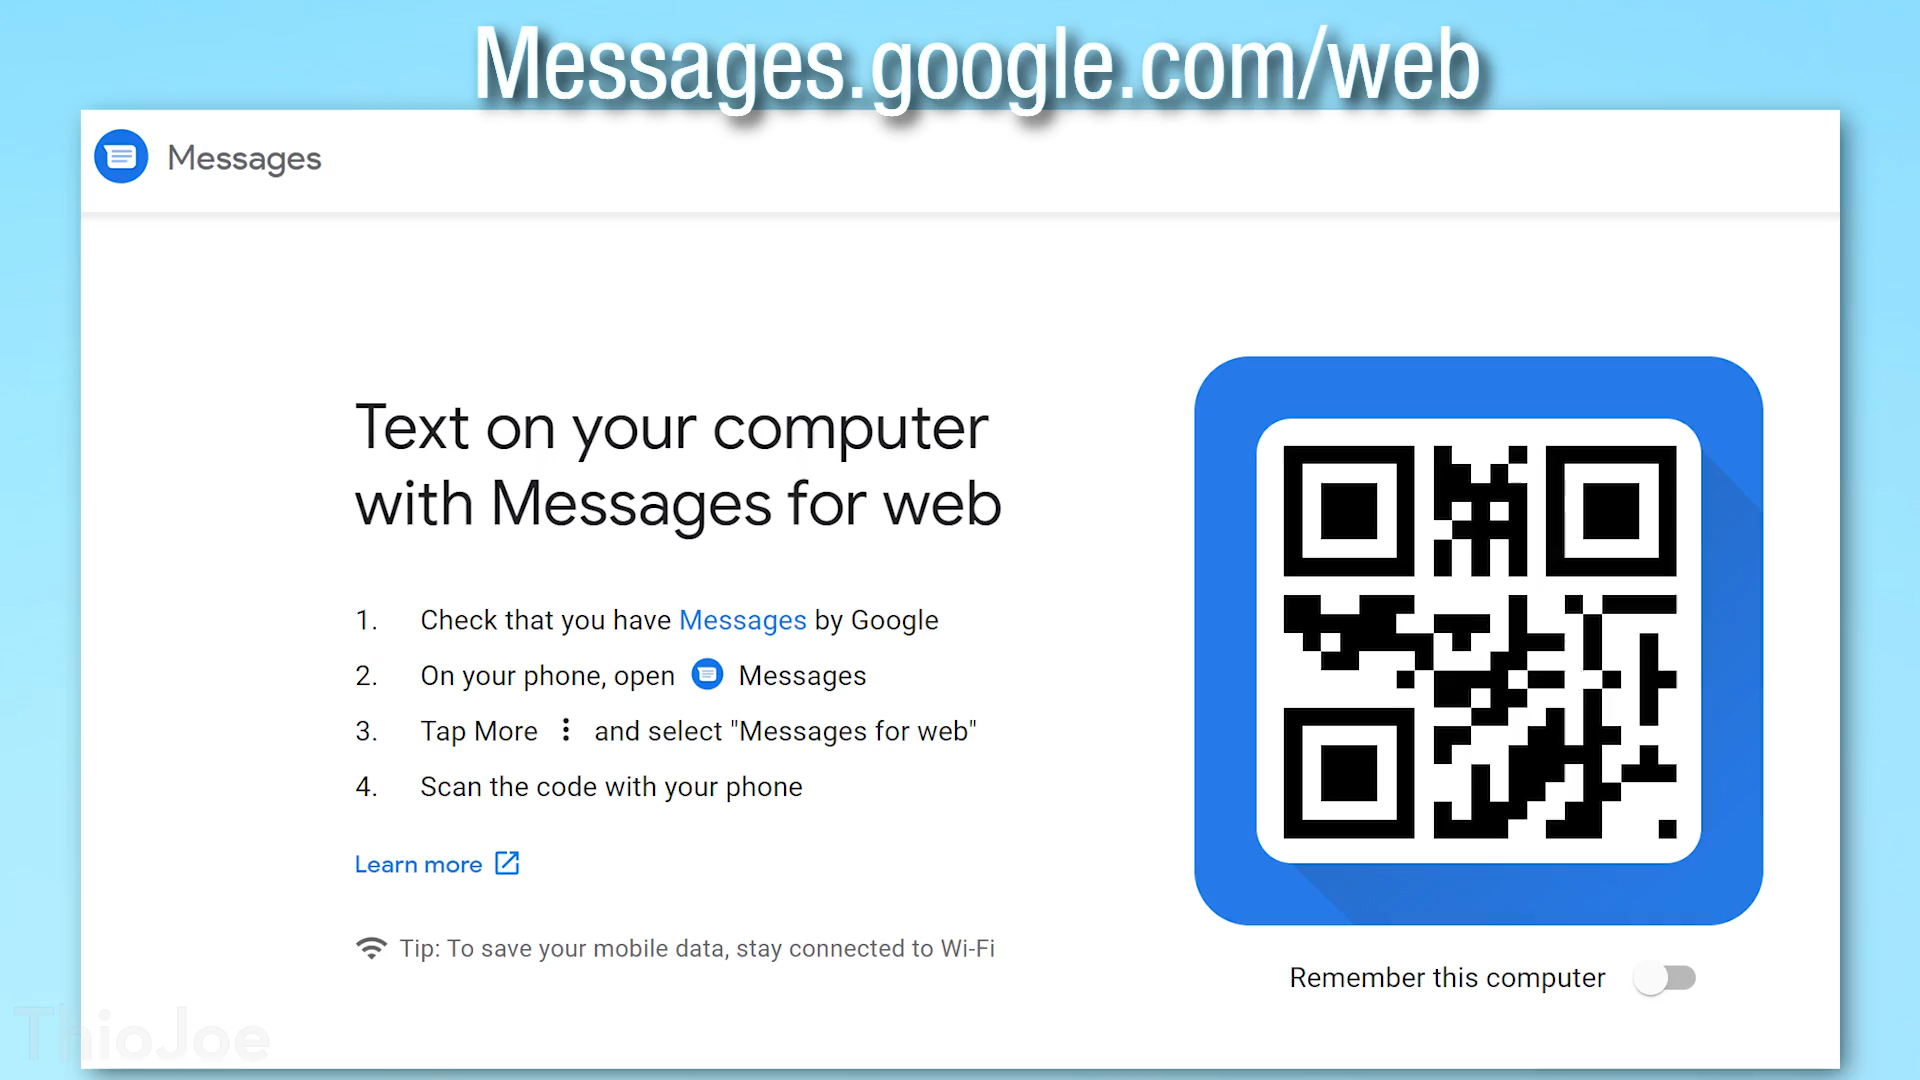 Messages.google.com/web
Messages
Text on your computer
with Messages for web
1. Check that you have Messages by Google
2. On your phone, open Messages
3. Tap More and select "Messages for web"
4. Scan the code with your phone
Learn more
Tip: To save your mobile data, stay connected to Wi-Fi
Remember this computer
ThioJoe